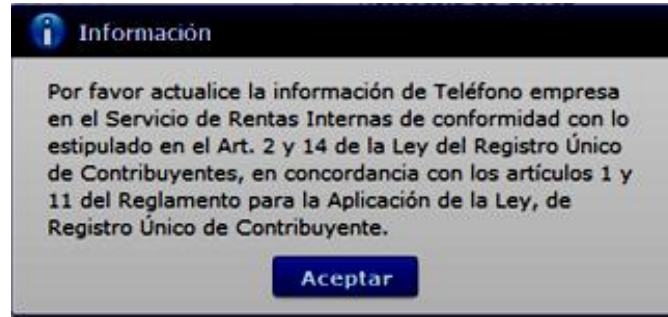 Información
Por favor actualice la información de Teléfono empresa
en el Servicio de Rentas Internas de conformidad con lo
estipulado en el Art. 2 y 14 de la Ley del Registro Único
de Contribuyentes, en concordancia con los artículos 1 y
11 del Reglamento para la Aplicación de la Ley, de
Registro Único de Contribuyente.
Aceptar